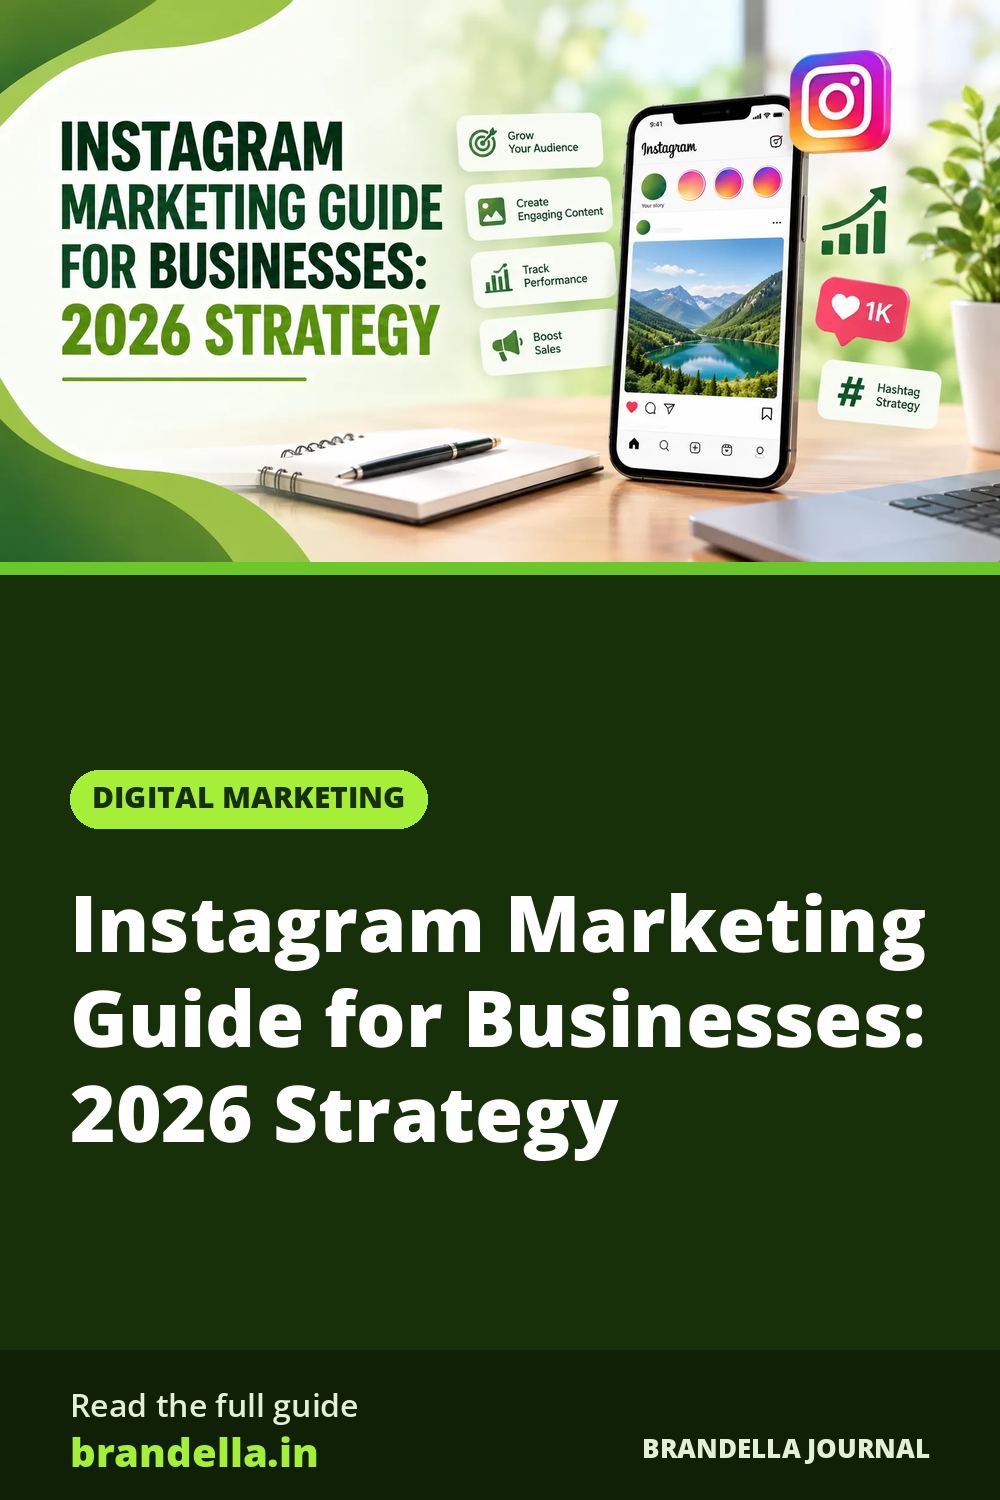 INSTAGRAM
MARKETING GUIDE
FOR BUSINESSES:
2026 STRATEGY
Grow
Your Audience
Create
Engaging Content
Track
Performance
Boost
Sales
9:41
Instagram
Your story
1K
#
Hashtag
Strategy
DIGITAL MARKETING
Instagram Marketing
Guide for Businesses:
2026 Strategy
Read the full guide
brandella.in
BRANDELLA JOURNAL